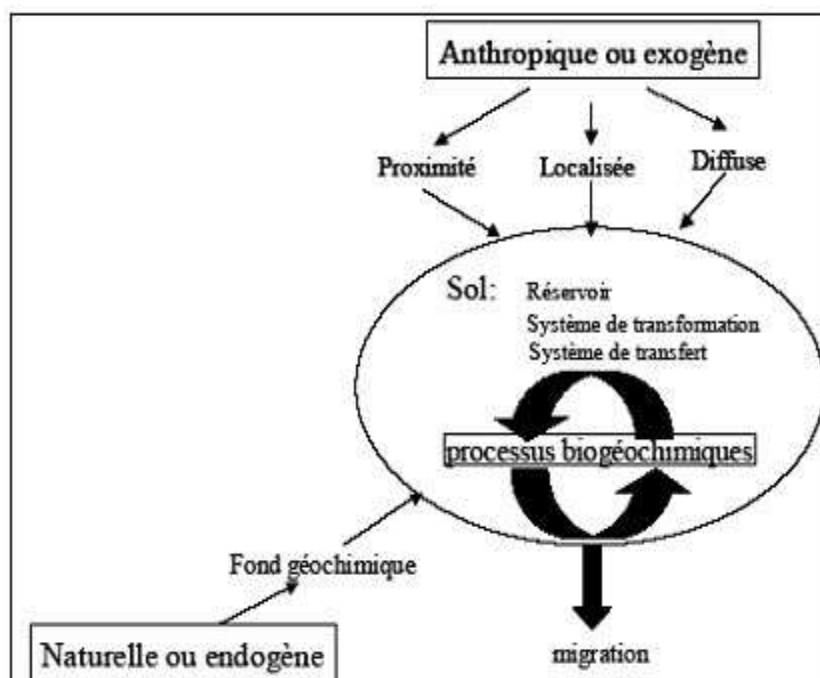 Anthropique ou exogène
Proximité
Localisée
Diffuse
Sol: Réservoir
Système de transformation
Système de transfert
processus biogéochimiques
Fond géochimique
Naturelle ou endogène
migration